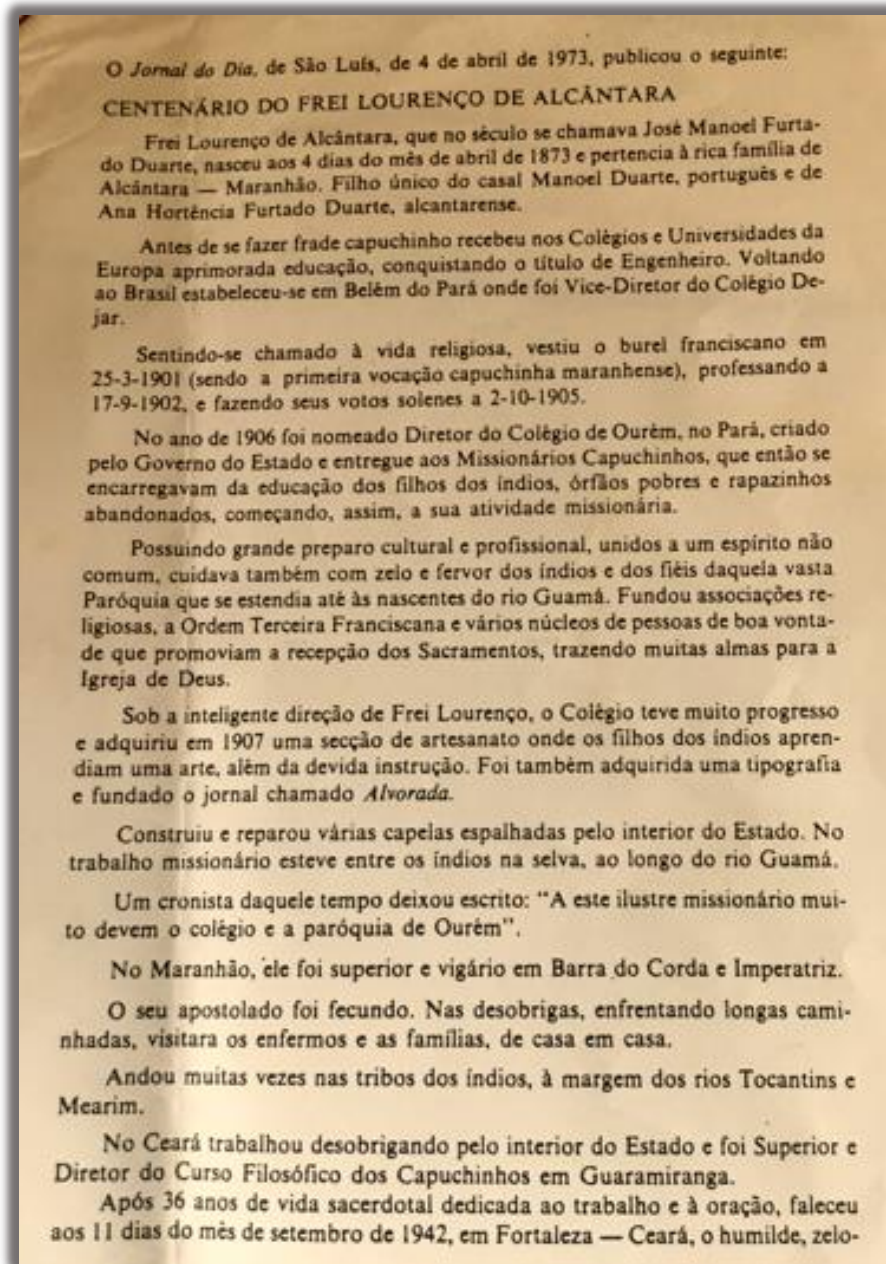 O Jornal do Dia, de São Luís, de 4 de abril de 1973, publicou o seguinte:
CENTENÁRIO DO FREI LOURENÇO DE ALCÂNTARA
Frei Lourenço de Alcântara, que no século se chamava José Manoel Furta-
do Duarte, nasceu aos 4 dias do mês de abril de 1873 e pertencia à rica família de
Alcântara — Maranhão. Filho único do casal Manoel Duarte, português e de
Ana Hortência Furtado Duarte, alcantarense.
Antes de se fazer frade capuchinho recebeu nos Colégios e Universidades da
Europa aprimorada educação, conquistando o título de Engenheiro. Voltando
ao Brasil estabeleceu-se em Belém do Pará onde foi Vice-Diretor do Colégio De-
jar.
Sentindo-se chamado à vida religiosa, vestiu o burel franciscano em
25-3-1901 (sendo a primeira vocação capuchinha maranhense), professando a
17-9-1902, e fazendo seus votos solenes a 2-10-1905.
No ano de 1906 foi nomeado Diretor do Colégio de Ourém, no Pará, criado
pelo Governo do Estado e entregue aos Missionários Capuchinhos, que então se
encarregavam da educação dos filhos dos índios, órfãos pobres e rapazinhos
abandonados, começando, assim, a sua atividade missionária.
Possuindo grande preparo cultural e profissional, unidos a um espírito não
comum, cuidava também com zelo e fervor dos índios e dos fiéis daquela vasta
Paróquia que se estendia até às nascentes do rio Guamá. Fundou associações re-
ligiosas, a Ordem Terceira Franciscana e vários núcleos de pessoas de boa vonta-
de que promoviam a recepção dos Sacramentos, trazendo muitas almas para a
Igreja de Deus.
Sob a inteligente direção de Frei Lourenço, o Colégio teve muito progresso
e adquiriu em 1907 uma secção de artesanato onde os filhos dos índios apren-
diam uma arte, além da devida instrução. Foi também adquirida uma tipografia
e fundado o jornal chamado Alvorada.
Construiu e reparou várias capelas espalhadas pelo interior do Estado. No
trabalho missionário esteve entre os índios na selva, ao longo do rio Guamá.
Um cronista daquele tempo deixou escrito: "A este ilustre missionário mui-
to devem o colégio e a paróquia de Ourém".
No Maranhão, ele foi superior e vigário em Barra do Corda e Imperatriz.
O seu apostolado foi fecundo. Nas desobrigas, enfrentando longas cami-
nhadas, visitara os enfermos e as famílias, de casa em casa.
Andou muitas vezes nas tribos dos índios, à margem dos rios Tocantins e
Mearim.
No Ceará trabalhou desobrigando pelo interior do Estado e foi Superior e
Diretor do Curso Filosófico dos Capuchinhos em Guaramiranga.
Após 36 anos de vida sacerdotal dedicada ao trabalho e à oração, faleceu
aos 11 dias do mês de setembro de 1942, em Fortaleza — Ceará, o humilde, zelo-